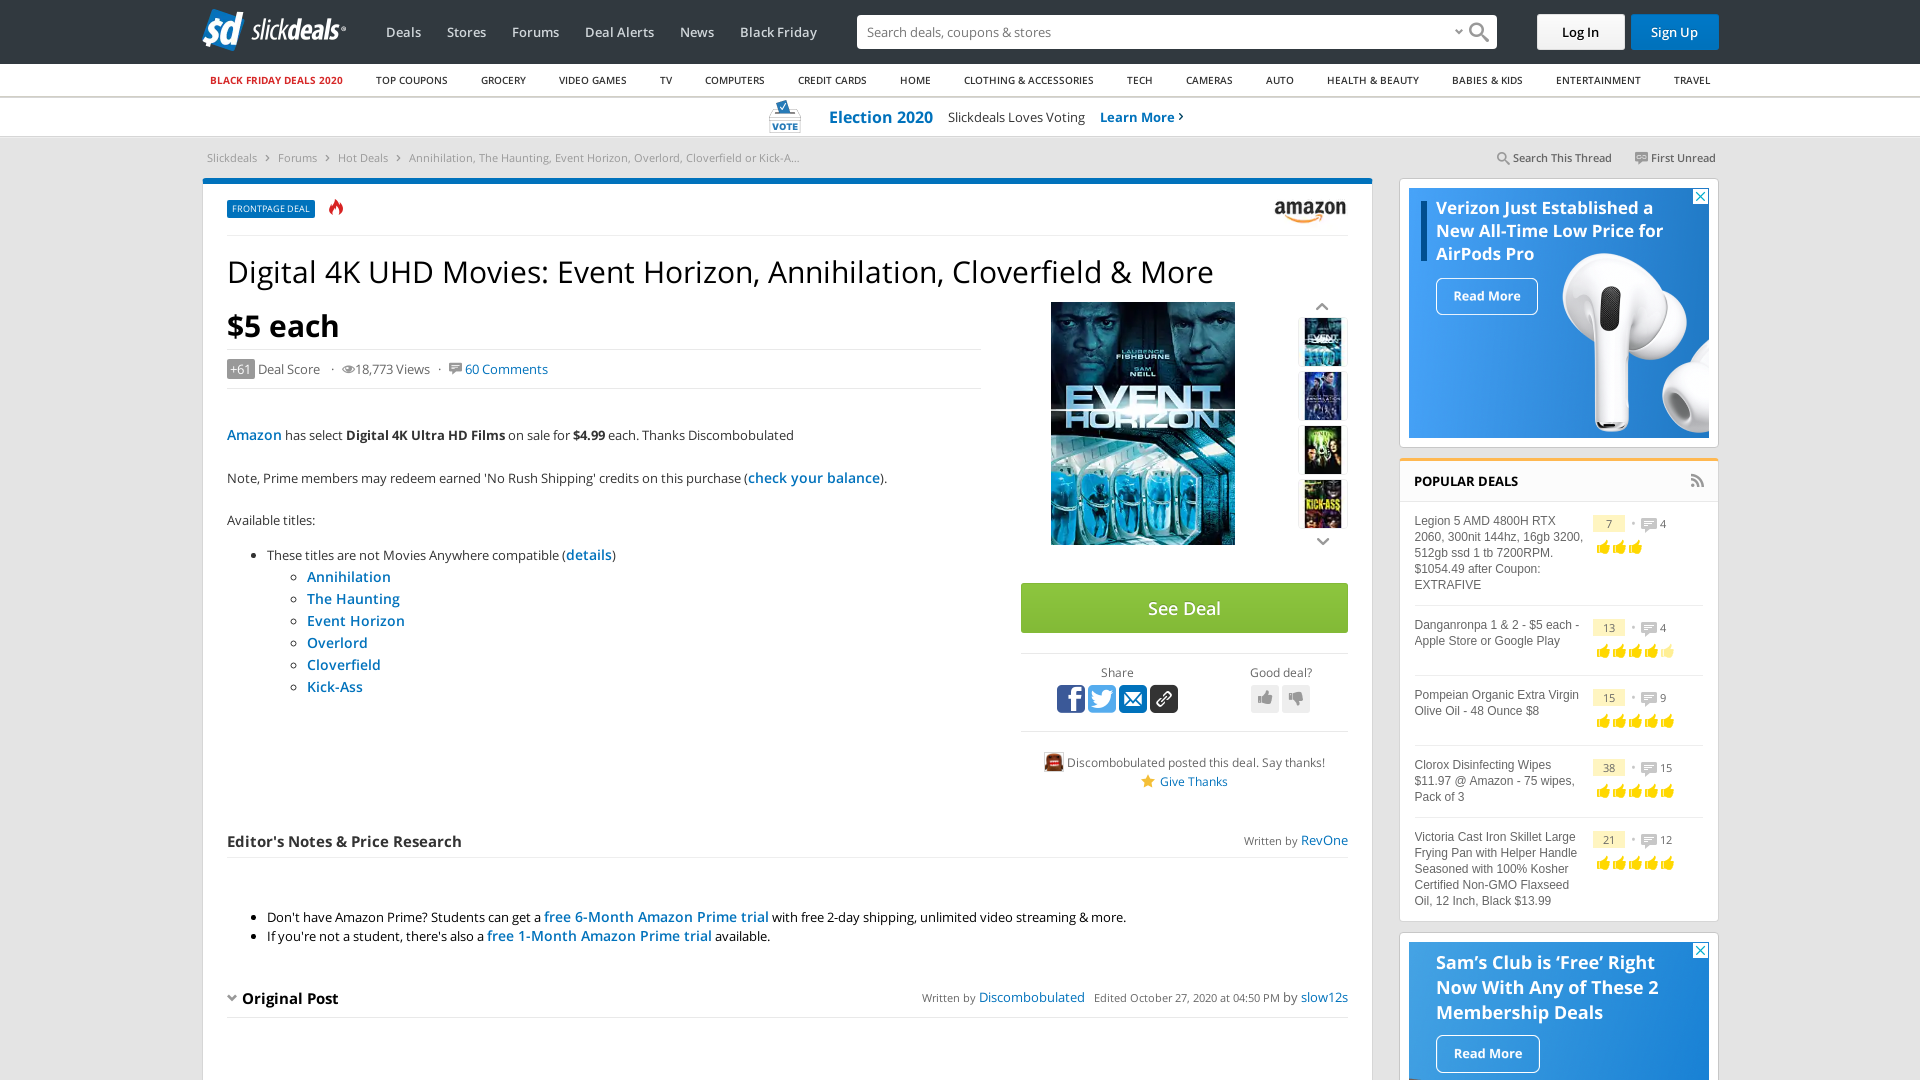 slickdeals
Deals Stores Forums Deal Alerts News Black Friday
Search deals, coupons & shops
Log In Sign Up
BLACK FRIDAY DEALS 2020 TOP COUPONS GROCERY VIDEO GAMES TV COMPUTERS CREDIT CARDS HOME CLOTHING & ACCESSORIES TECH CAMERAS AUTO HEALTH & BEAUTY BABIES & KIDS ENTERTAINMENT TRAVEL
VOTE Election 2020 Slickdeals Loves Voting Learn More
Slickdeals Forums Hot Deals Annihilation, The Haunting, Event Horizon, Overlord, Cloverfield or Kick-A...
Search This Thread First Unread
FRONTPAGE DEAL
amazon
Digital 4K UHD Movies: Event Horizon, Annihilation, Cloverfield & More
$5 each
+61 Deal Score · 18,773 Views · 60 Comments
Amazon has select Digital 4K Ultra HD Films on sale for $4.99 each. Thanks Discombobulated
Note, Prime members may redeem earned 'No Rush Shipping' credits on this purchase (check your balance).
Available titles:
These titles are not Movies Anywhere compatible (details)
Annihilation
The Haunting
Event Horizon
Overlord
Cloverfield
Kick-Ass
LAURENCE
FISHBURNE
SAM
NEILL
EVENT
HORIZON
KICK-ASS
See Deal
Share
Good deal?
Discombobulated posted this deal. Say thanks!
Give Thanks
Editor's Notes & Price Research
Written by RevOne
Don't have Amazon Prime? Students can get a free 6-Month Amazon Prime trial with free 2-day shipping, unlimited video streaming & more.
If you're not a student, there's also a free 1-Month Amazon Prime trial available.
Original Post
Written by Discombobulated Edited October 27, 2020 at 04:50 PM by slow12s
Verizon Just Established a
New All-Time Low Price for
AirPods Pro
Read More
POPULAR DEALS
Legion 5 AMD 4800H RTX
2060, 300nit 144hz, 16gb 3200,
512gb ssd 1 tb 7200RPM.
$1054.49 after Coupon:
EXTRAFIVE
7 · 4
Danganronpa 1 & 2 - $5 each -
Apple Store or Google Play
13 · 4
Pompeian Organic Extra Virgin
Olive Oil - 48 Ounce $8
15 · 9
Clorox Disinfecting Wipes
$11.97 @ Amazon - 75 wipes,
Pack of 3
38 · 15
Victoria Cast Iron Skillet Large
Frying Pan with Helper Handle
Seasoned with 100% Kosher
Certified Non-GMO Flaxseed
Oil, 12 Inch, Black $13.99
21 · 12
Sam's Club is 'Free' Right
Now With Any of These 2
Membership Deals
Read More